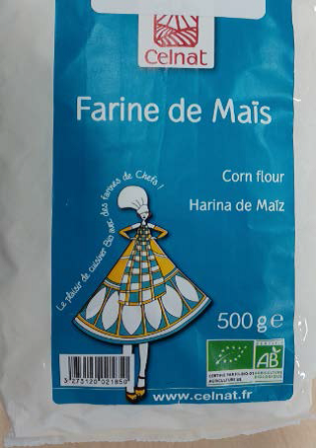 Celnat
Farine de Maïs
Corn flour
Harina de Maïz
Le plaisir de cuisiner Bio avec des farines de Chefs !
500 g e
AB
3 273120 021850
www.celnat.fr